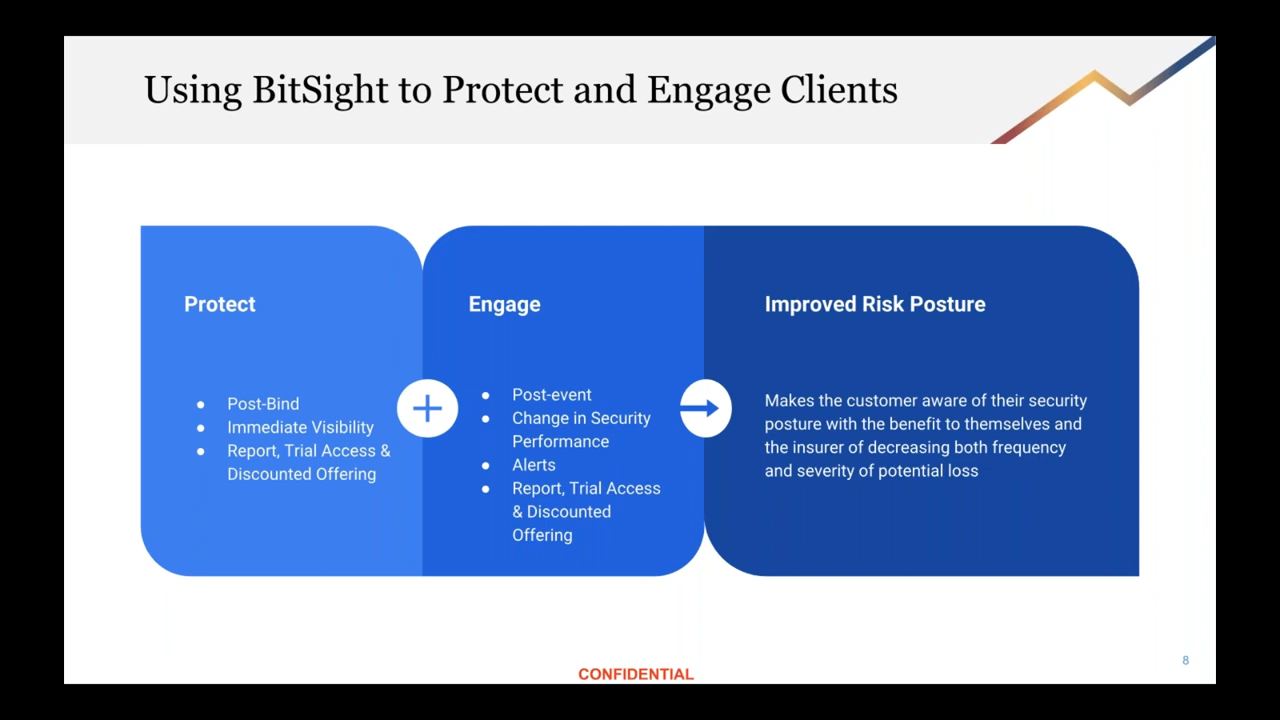 Using BitSight to Protect and Engage Clients
Protect
● Post-Bind
● Immediate Visibility
● Report, Trial Access &
Discounted Offering
Engage
● Post-event
● Change in Security
Performance
● Alerts
● Report, Trial Access
& Discounted
Offering
Improved Risk Posture
Makes the customer aware of their security
posture with the benefit to themselves and
the insurer of decreasing both frequency
and severity of potential loss
8
CONFIDENTIAL